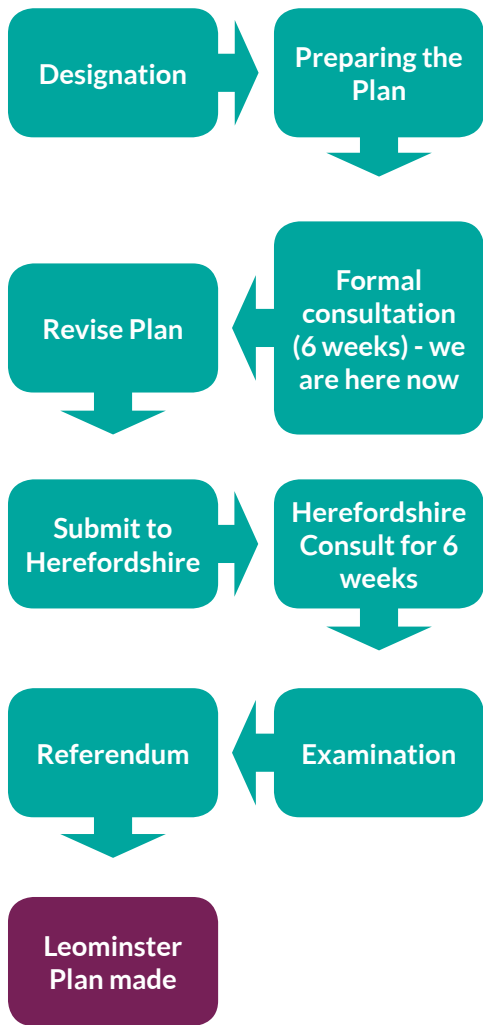 Designation
Preparing the
Plan
Formal
consultation
(6 weeks) - we
are here now
Revise Plan
Submit to
Herefordshire
Herefordshire
Consult for 6
weeks
Examination
Referendum
Leominster
Plan made